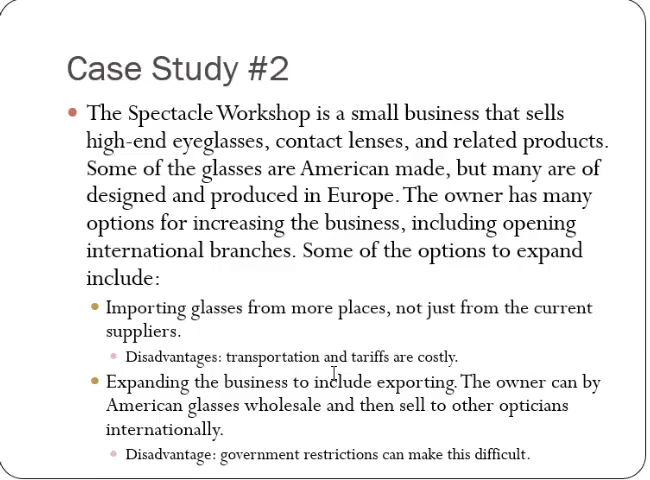 Case Study #2
• The Spectacle Workshop is a small business that sells
high-end eyeglasses, contact lenses, and related products.
Some of the glasses are American made, but many are of
designed and produced in Europe. The owner has many
options for increasing the business, including opening
international branches. Some of the options to expand
include:
• Importing glasses from more places, not just from the current
suppliers.
• Disadvantages: transportation and tariffs are costly.
• Expanding the business to include exporting. The owner can by
American glasses wholesale and then sell to other opticians
internationally.
• Disadvantage: government restrictions can make this difficult.